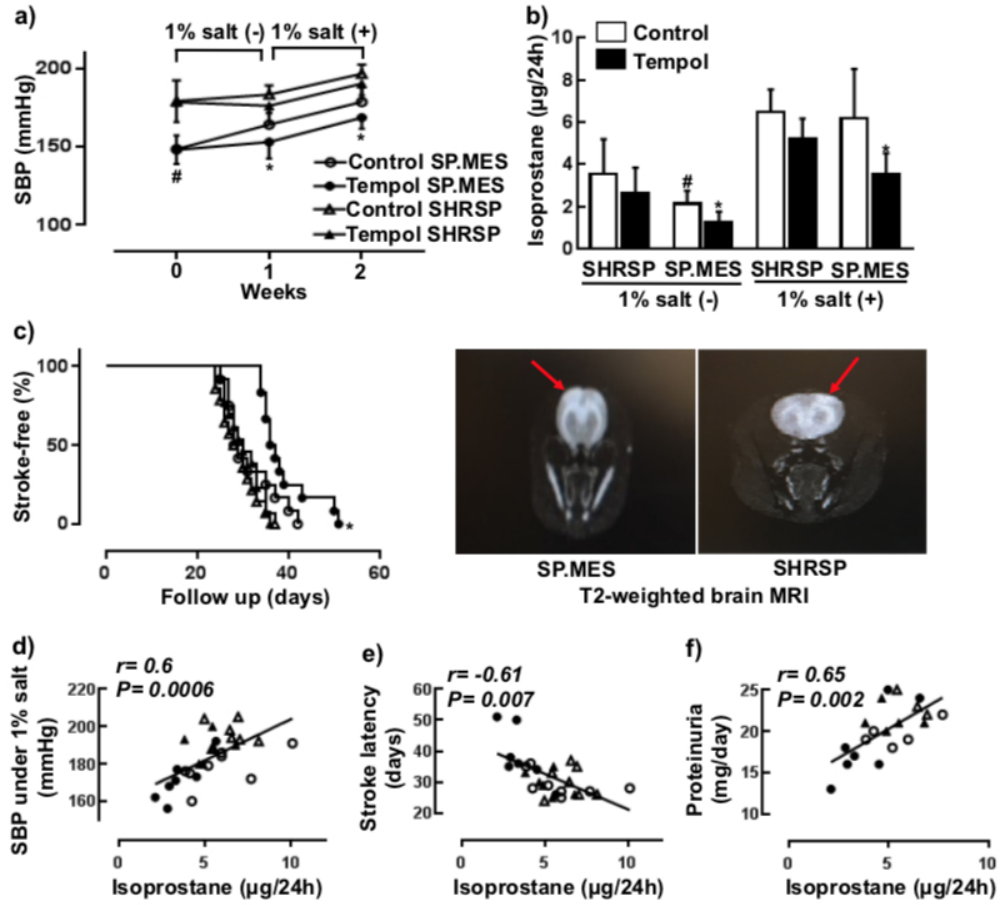 a)
1% salt (-) 1% salt (+)
SBP (mmHg)
200
150
100
#
*
*
Control SP.MES
Tempol SP.MES
Control SHRSP
Tempol SHRSP
0 1 2
Weeks
b)
Isoprostane (μg/24h)
10
8
6
4
2
0
Control
Tempol
#
*
*
SHRSP SP.MES SHRSP SP.MES
1% salt (-) 1% salt (+)
c)
Stroke-free (%)
100
50
0
*
0 20 40 60
Follow up (days)
SP.MES SHRSP
T2-weighted brain MRI
d)
r= 0.6
P= 0.0006
SBP under 1% salt
(mmHg)
220
200
180
160
0 5 10
Isoprostane (μg/24h)
e)
r= -0.61
P= 0.007
Stroke latency
(days)
60
50
40
30
20
0 5 10
Isoprostane (μg/24h)
f)
r= 0.65
P= 0.002
Proteinuria
(mg/day)
25
20
15
10
0 5 10
Isoprostane (μg/24h)